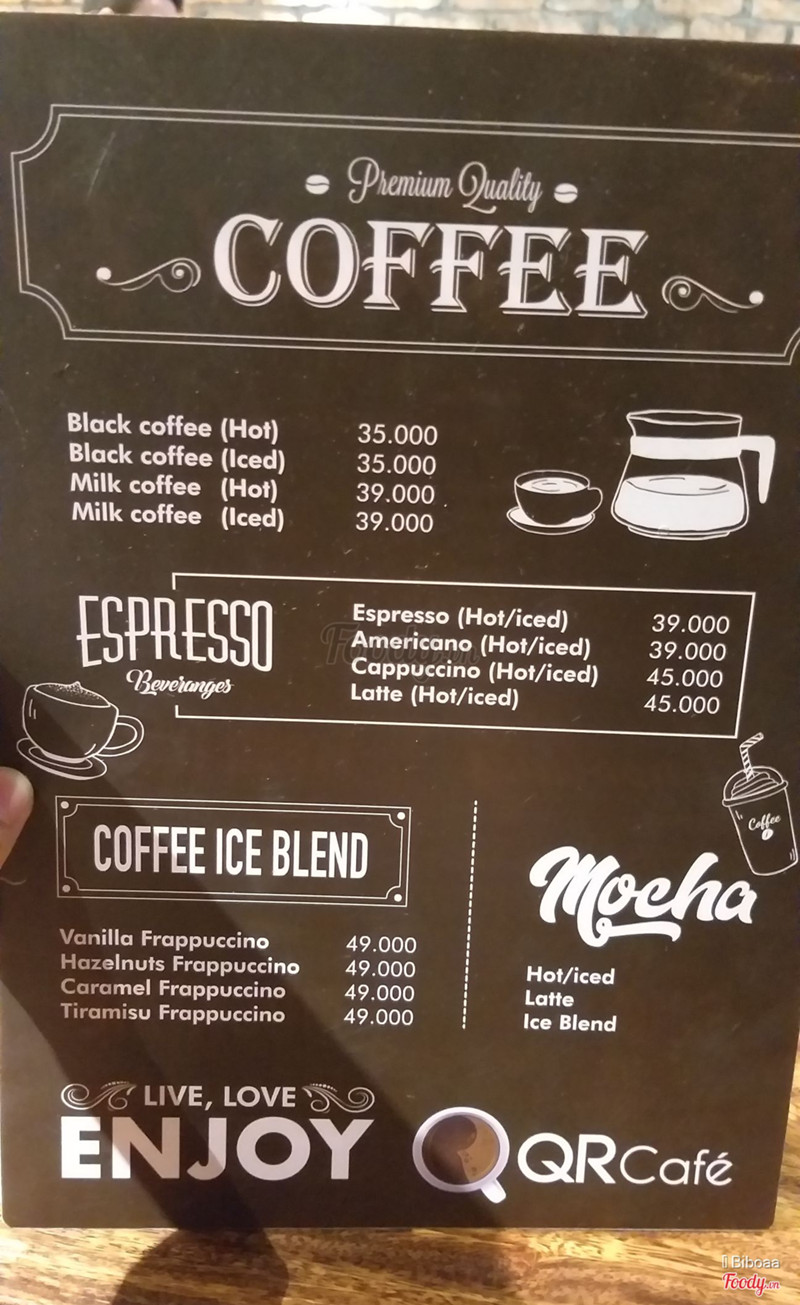 Premium Quality
COFFEE
Black coffee (Hot) 35.000
Black coffee (Iced) 35.000
Milk coffee (Hot) 39.000
Milk coffee (Iced) 39.000
ESPRESSO
Beveranges
Espresso (Hot/iced) 39.000
Americano (Hot/iced) 39.000
Cappuccino (Hot/iced) 45.000
Latte (Hot/iced) 45.000
Foody.vn
Coffee
COFFEE ICE BLEND
Vanilla Frappuccino 49.000
Hazelnuts Frappuccino 49.000
Caramel Frappuccino 49.000
Tiramisu Frappuccino 49.000
Mocha
Hot/iced
Latte
Ice Blend
LIVE, LOVE
ENJOY
QRCafé
Biboaa
Foody.vn